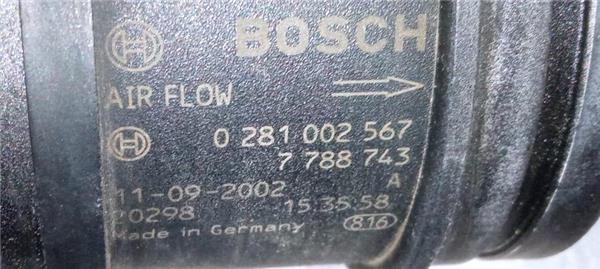 BOSCH
AIR FLOW
0 281 002 567
7 788 743
A
11-09-2002 15:35:58
20298 816
Made in Germany